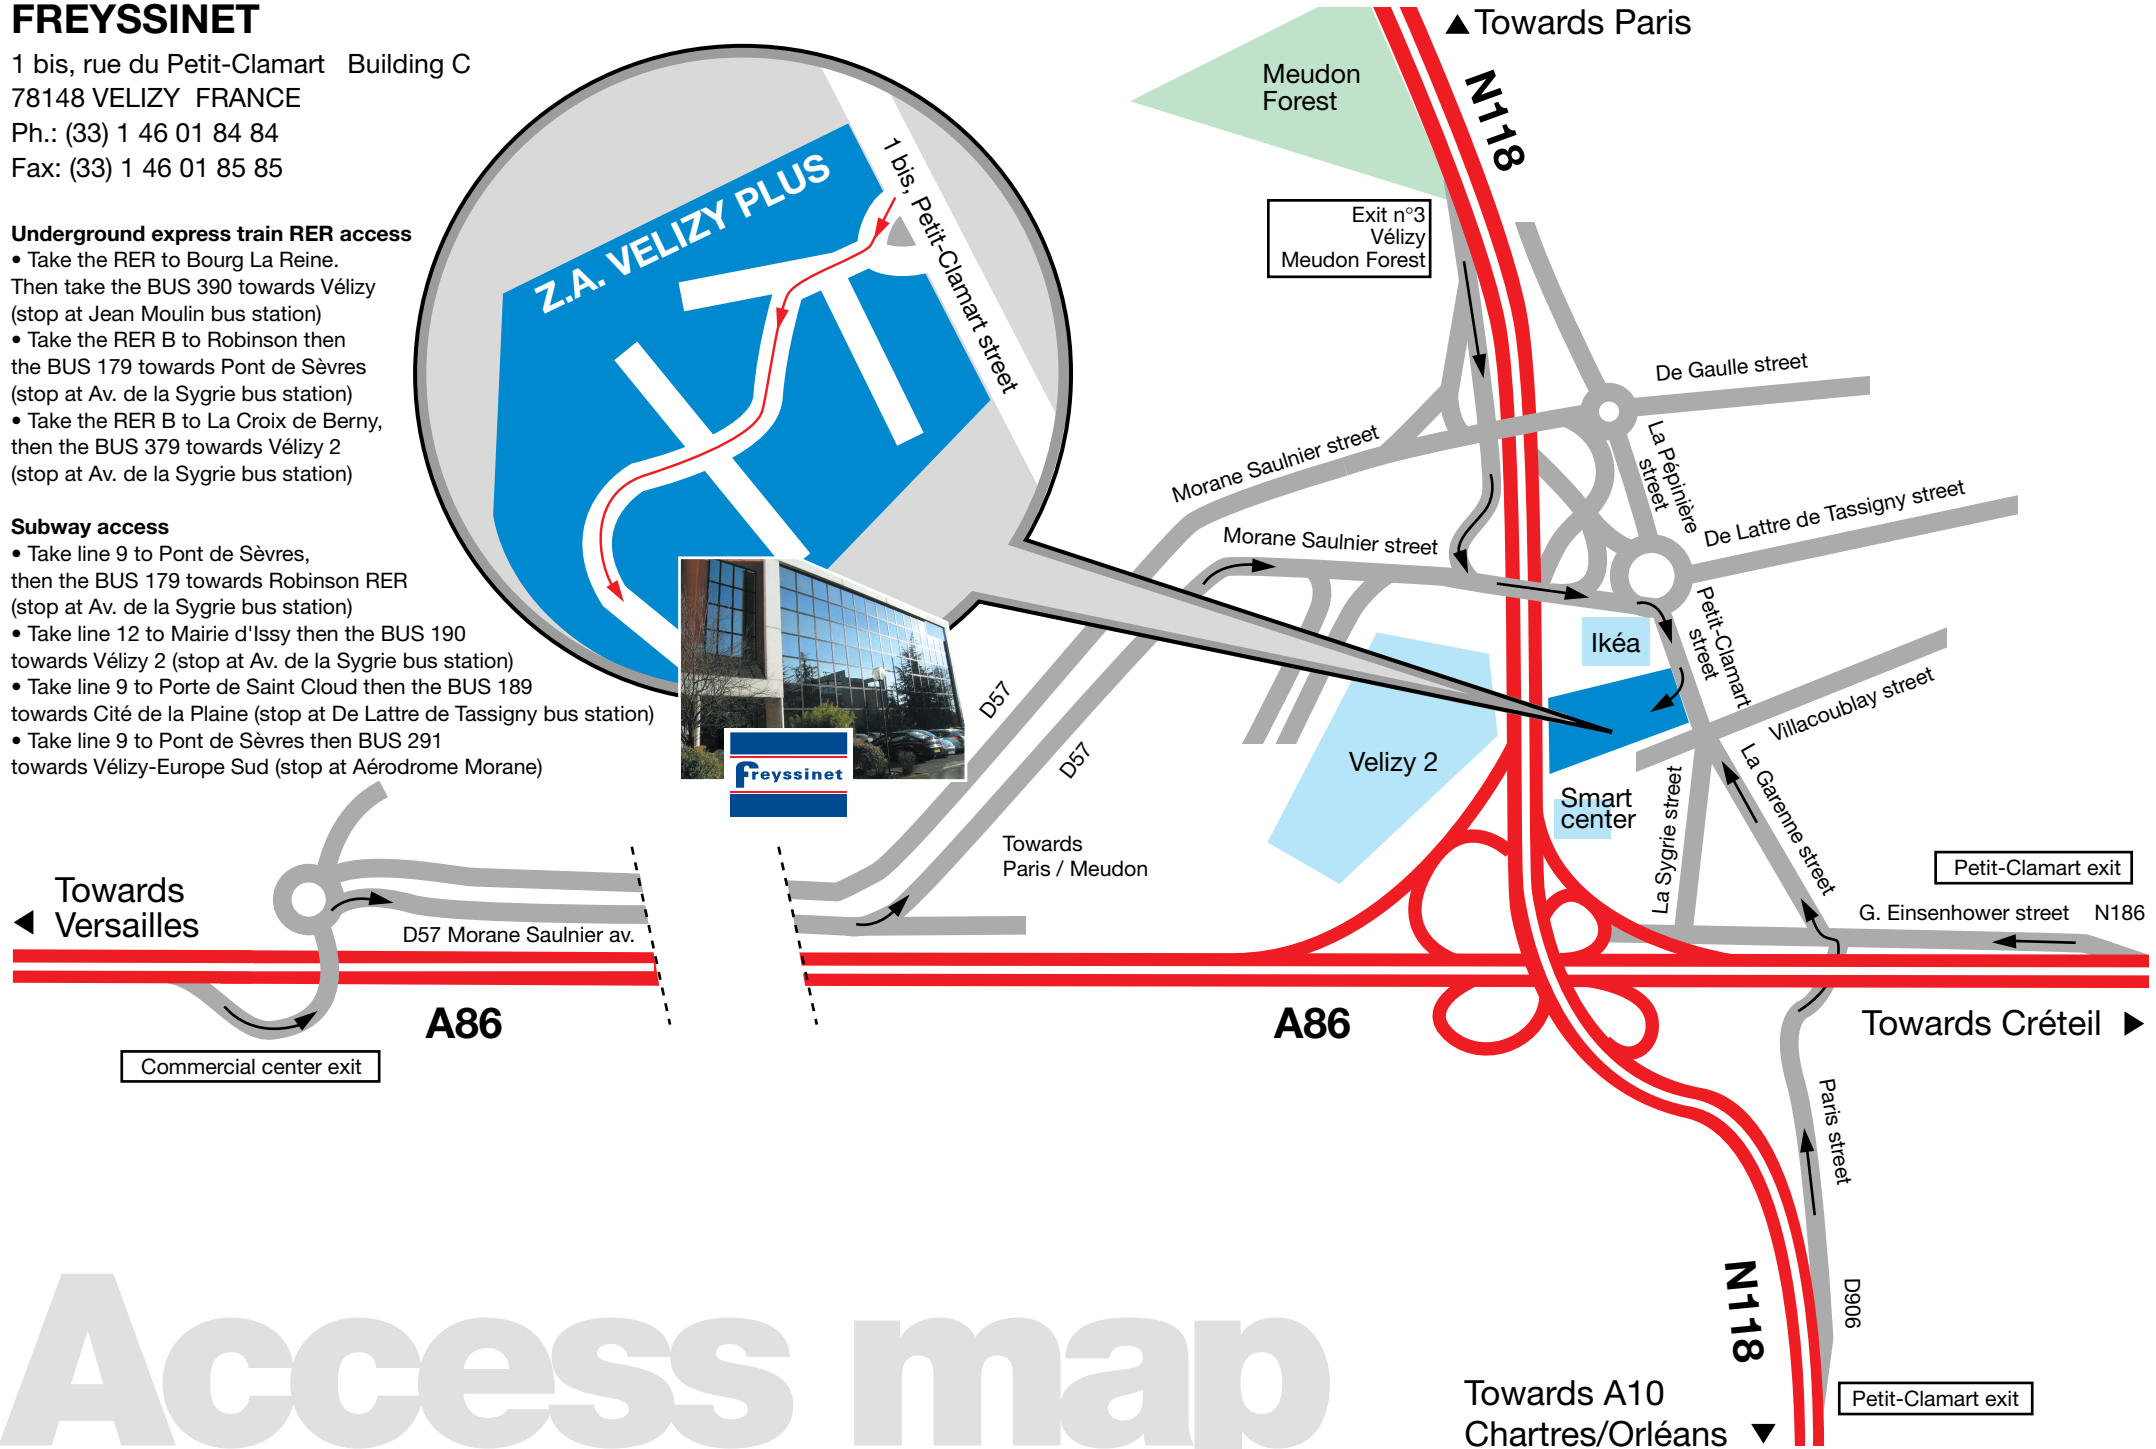 FREYSSINET
1 bis, rue du Petit-Clamart Building C
78148 VELIZY FRANCE
Ph.: (33) 1 46 01 84 84
Fax: (33) 1 46 01 85 85
Underground express train RER access
• Take the RER to Bourg La Reine.
Then take the BUS 390 towards Vélizy
(stop at Jean Moulin bus station)
• Take the RER B to Robinson then
the BUS 179 towards Pont de Sèvres
(stop at Av. de la Sygrie bus station)
• Take the RER B to La Croix de Berny,
then the BUS 379 towards Vélizy 2
(stop at Av. de la Sygrie bus station)
Subway access
• Take line 9 to Pont de Sèvres,
then the BUS 179 towards Robinson RER
(stop at Av. de la Sygrie bus station)
• Take line 12 to Mairie d'Issy then the BUS 190
towards Vélizy 2 (stop at Av. de la Sygrie bus station)
• Take line 9 to Porte de Saint Cloud then the BUS 189
towards Cité de la Plaine (stop at De Lattre de Tassigny bus station)
• Take line 9 to Pont de Sèvres then BUS 291
towards Vélizy-Europe Sud (stop at Aérodrome Morane)
Z.A. VELIZY PLUS
1 bis, Petit-Clamart street
Freyssinet
Towards Paris
Meudon
Forest
N118
Exit n°3
Vélizy
Meudon Forest
De Gaulle street
Morane Saulnier street
La Pépinière
street
De Lattre de Tassigny street
Morane Saulnier street
Petit-Clamart
street
Ikéa
Villacoublay street
D57
D57
Velizy 2
Smart
center
La Sygrie street
La Garenne street
Towards
Paris / Meudon
Petit-Clamart exit
G. Einsenhower street N186
Towards
Versailles
D57 Morane Saulnier av.
A86
A86
Towards Créteil
Commercial center exit
Paris street
D906
N118
Petit-Clamart exit
Towards A10
Chartres/Orléans
Access map